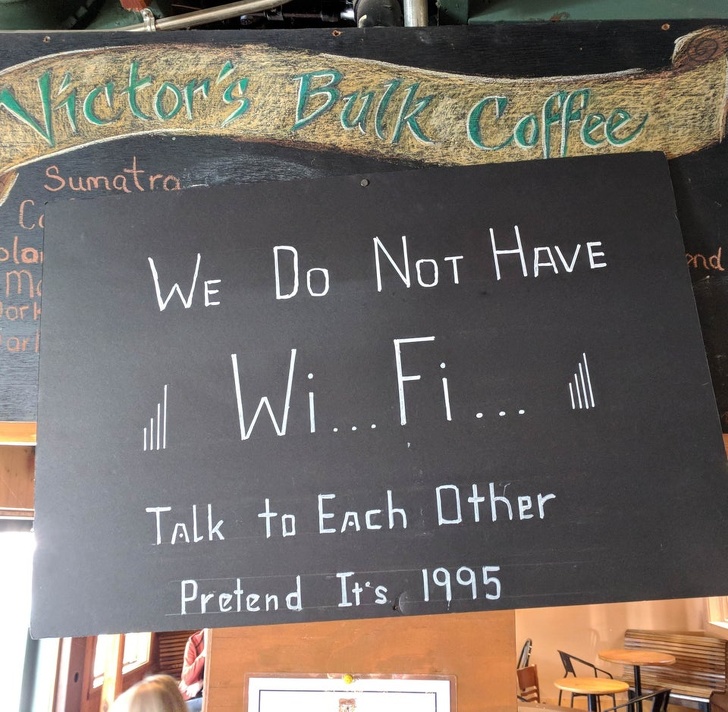 Victor's Bulk Coffee
Sumatra
WE DO NOT HAVE
Wi... Fi...
TALK to EAch Other
Pretend It's 1995